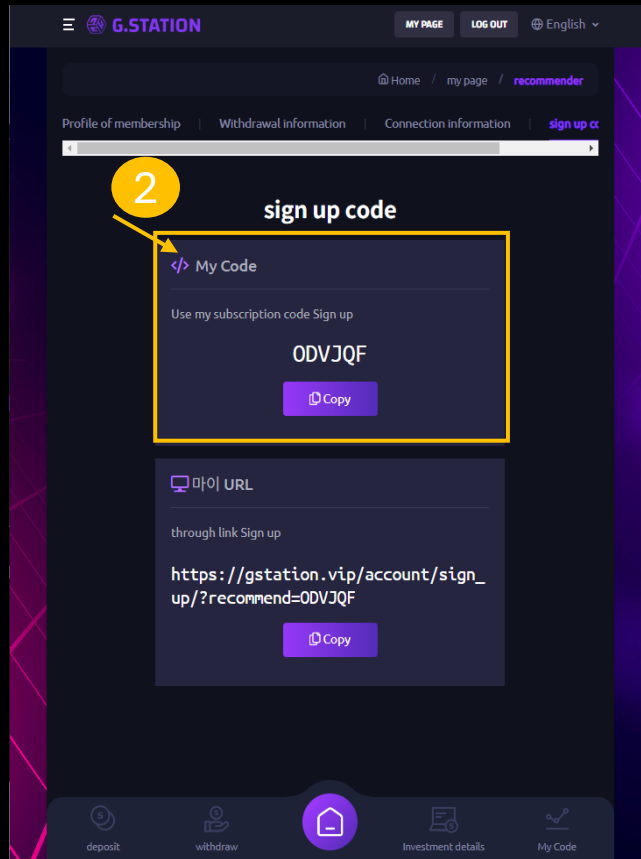 G.STATION
MY PAGE
LOG OUT
English
Home / my page / recommender
Profile of membership | Withdrawal information | Connection information | sign up co
2
sign up code
</> My Code
Use my subscription code Sign up
ODVJQF
Copy
마이 URL
through link Sign up
https://gstation.vip/account/sign_
up/?recommend=ODVJQF
Copy
deposit
withdraw
Investment details
My Code